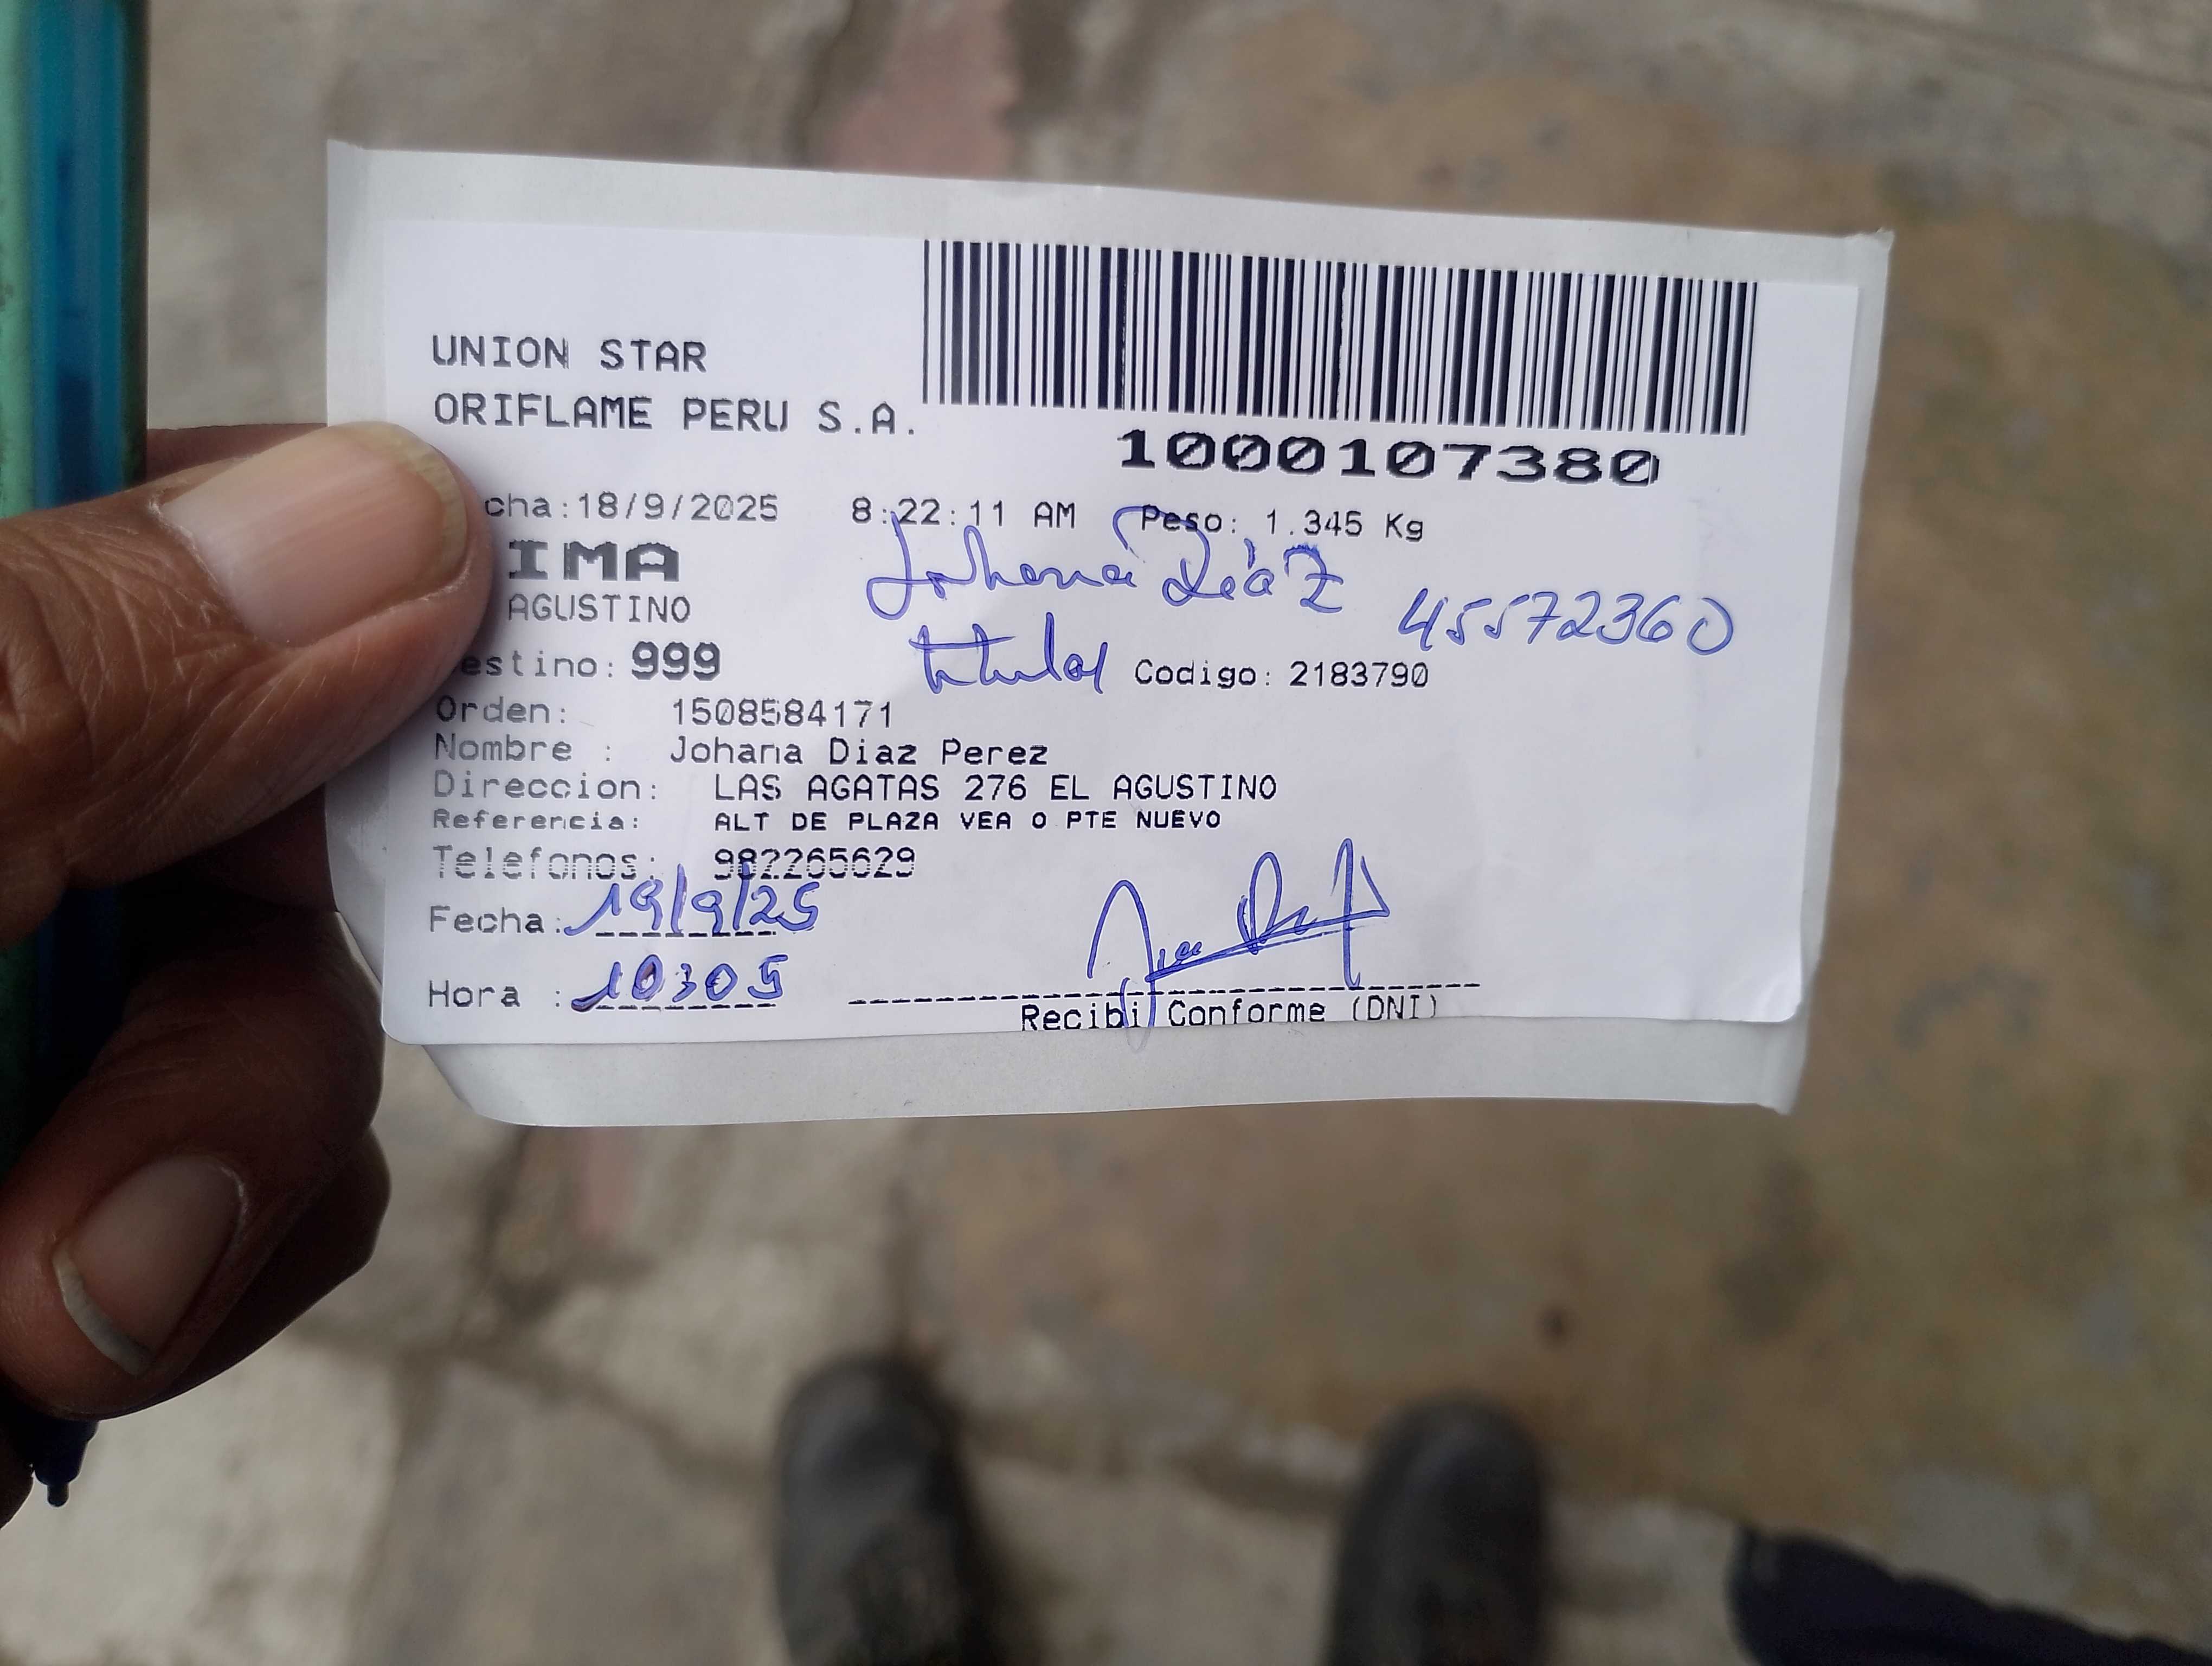 UNION STAR
ORIFLAME PERU S.A.
1000107380
cha:18/9/2025 8:22:11 AM Peso: 1.345 Kg
IMA
Johana Diaz
AGUSTINO
45572360
titular
estino: 999 Codigo: 2183790
Orden: 1508584171
Nombre : Johana Diaz Perez
Direccion: LAS AGATAS 276 EL AGUSTINO
Referencia: ALT DE PLAZA VEA O PTE NUEVO
Telefonos: 982265629
Fecha: 19/9/25
Hora : 10305
Recibi Conforme (DNI)